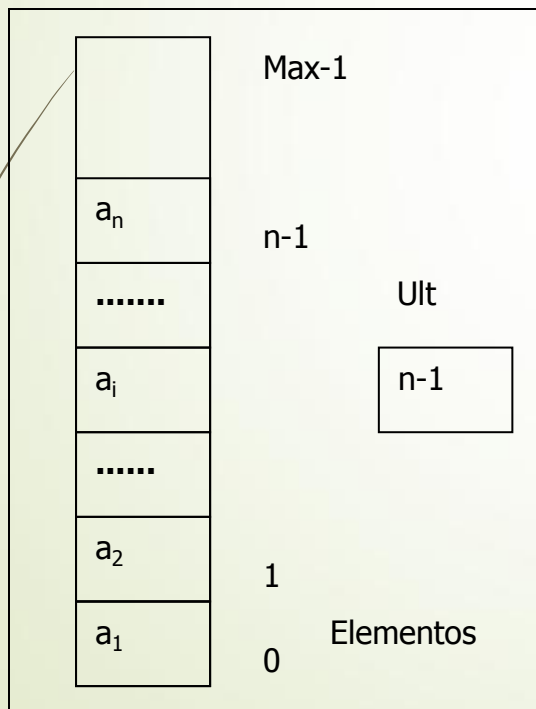 Max-1
aₙ
n-1
.......
Ult
aᵢ
n-1
......
a₂
1
a₁
Elementos
0